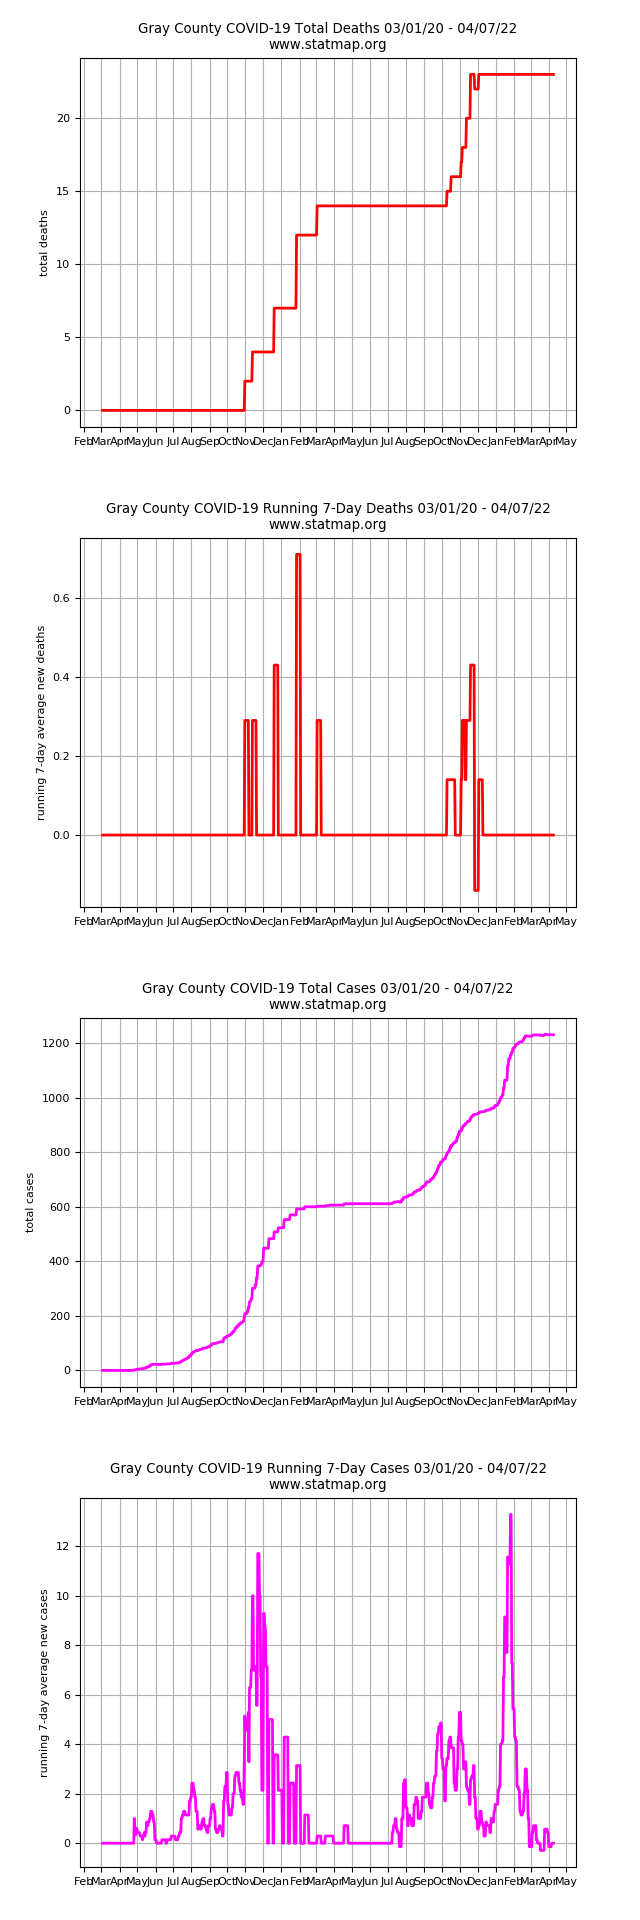 Gray County COVID-19 Total Deaths 03/01/20 - 04/07/22
www.statmap.org
total deaths
20
15
10
5
0
Feb Mar Apr May Jun Jul Aug Sep Oct Nov Dec Jan Feb Mar Apr May Jun Jul Aug Sep Oct Nov Dec Jan Feb Mar Apr May
Gray County COVID-19 Running 7-Day Deaths 03/01/20 - 04/07/22
www.statmap.org
running 7-day average new deaths
0.6
0.4
0.2
0.0
Feb Mar Apr May Jun Jul Aug Sep Oct Nov Dec Jan Feb Mar Apr May Jun Jul Aug Sep Oct Nov Dec Jan Feb Mar Apr May
Gray County COVID-19 Total Cases 03/01/20 - 04/07/22
www.statmap.org
total cases
1200
1000
800
600
400
200
0
Feb Mar Apr May Jun Jul Aug Sep Oct Nov Dec Jan Feb Mar Apr May Jun Jul Aug Sep Oct Nov Dec Jan Feb Mar Apr May
Gray County COVID-19 Running 7-Day Cases 03/01/20 - 04/07/22
www.statmap.org
running 7-day average new cases
12
10
8
6
4
2
0
Feb Mar Apr May Jun Jul Aug Sep Oct Nov Dec Jan Feb Mar Apr May Jun Jul Aug Sep Oct Nov Dec Jan Feb Mar Apr May